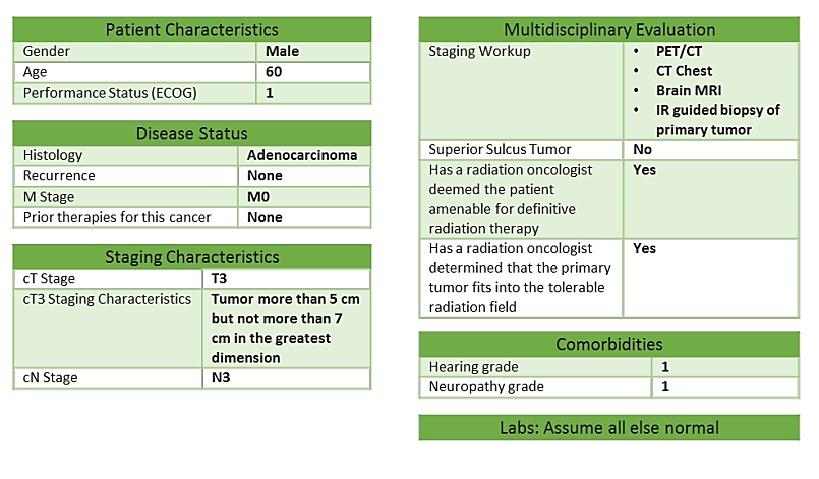 Patient Characteristics
Gender Male
Age 60
Performance Status (ECOG) 1
Disease Status
Histology Adenocarcinoma
Recurrence None
M Stage M0
Prior therapies for this cancer None
Staging Characteristics
cT Stage T3
cT3 Staging Characteristics Tumor more than 5 cm
but not more than 7
cm in the greatest
dimension
cN Stage N3
Multidisciplinary Evaluation
Staging Workup • PET/CT
• CT Chest
• Brain MRI
• IR guided biopsy of
primary tumor
Superior Sulcus Tumor No
Has a radiation oncologist Yes
deemed the patient
amenable for definitive
radiation therapy
Has a radiation oncologist Yes
determined that the primary
tumor fits into the tolerable
radiation field
Comorbidities
Hearing grade 1
Neuropathy grade 1
Labs: Assume all else normal